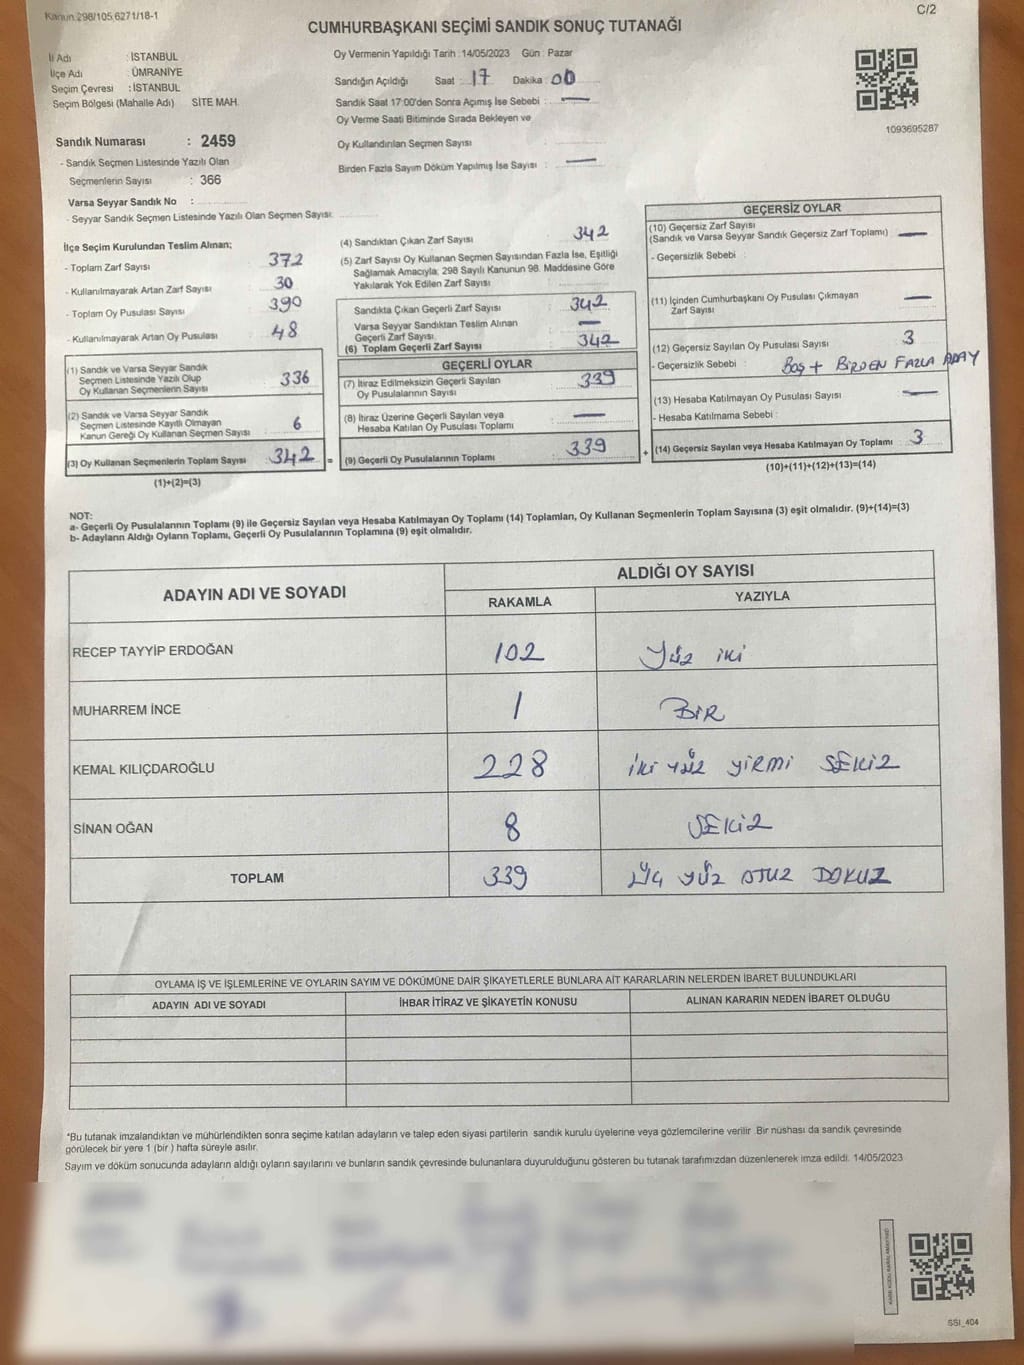 Kanun:298/105,6271/18-1
C/2
CUMHURBAŞKANI SEÇİMİ SANDIK SONUÇ TUTANAĞI
İl Adı : İSTANBUL
İlçe Adı : ÜMRANİYE
Seçim Çevresi : İSTANBUL
Seçim Bölgesi (Mahalle Adı) SİTE MAH.
Sandık Numarası : 2459
- Sandık Seçmen Listesinde Yazılı Olan
Seçmenlerin Sayısı : 366
Varsa Seyyar Sandık No :
- Seyyar Sandık Seçmen Listesinde Yazılı Olan Seçmen Sayısı:
Oy Vermenin Yapıldığı Tarih : 14/05/2023 Gün : Pazar
Sandığın Açıldığı Saat : 17 Dakika : 00
Sandık Saat 17:00'den Sonra Açımış İse Sebebi : —
Oy Verme Saati Bitiminde Sırada Bekleyen ve
Oy Kullandırılan Seçmen Sayısı :
Birden Fazla Sayım Döküm Yapılmış İse Sayısı : —
1093695287
İlçe Seçim Kurulundan Teslim Alınan;
- Toplam Zarf Sayısı : 372
- Kullanılmayarak Artan Zarf Sayısı : 30
- Toplam Oy Pusulası Sayısı : 390
- Kullanılmayarak Artan Oy Pusulası : 48
(1) Sandık ve Varsa Seyyar Sandık
Seçmen Listesinde Yazılı Olup
Oy Kullanan Seçmenlerin Sayısı : 336
(2) Sandık ve Varsa Seyyar Sandık
Seçmen Listesinde Kayıtlı Olmayan
Kanun Gereği Oy Kullanan Seçmen Sayısı : 6
(3) Oy Kullanan Seçmenlerin Toplam Sayısı : 342 =
(1)+(2)=(3)
(4) Sandıktan Çıkan Zarf Sayısı : 342
(5) Zarf Sayısı Oy Kullanan Seçmen Sayısından Fazla İse, Eşitliği
Sağlamak Amacıyla; 298 Sayılı Kanunun 98. Maddesine Göre
Yakılarak Yok Edilen Zarf Sayısı :
Sandıkta Çıkan Geçerli Zarf Sayısı : 342
Varsa Seyyar Sandıktan Teslim Alınan
Geçerli Zarf Sayısı : —
(6) Toplam Geçerli Zarf Sayısı : 342
GEÇERLİ OYLAR
(7) İtiraz Edilmeksizin Geçerli Sayılan
Oy Pusulalarının Sayısı : 339
(8) İtiraz Üzerine Geçerli Sayılan veya
Hesaba Katılan Oy Pusulası Toplamı : —
(9) Geçerli Oy Pusulalarının Toplamı : 339 +
GEÇERSİZ OYLAR
(10) Geçersiz Zarf Sayısı
(Sandık ve Varsa Seyyar Sandık Geçersiz Zarf Toplamı) : —
- Geçersizlik Sebebi :
(11) İçinden Cumhurbaşkanı Oy Pusulası Çıkmayan
Zarf Sayısı : —
(12) Geçersiz Sayılan Oy Pusulası Sayısı : 3
- Geçersizlik Sebebi : BOŞ + BİRDEN FAZLA ADAY
(13) Hesaba Katılmayan Oy Pusulası Sayısı : —
- Hesaba Katılmama Sebebi :
(14) Geçersiz Sayılan veya Hesaba Katılmayan Oy Toplamı : 3
(10)+(11)+(12)+(13)=(14)
NOT:
a- Geçerli Oy Pusulalarının Toplamı (9) ile Geçersiz Sayılan veya Hesaba Katılmayan Oy Toplamı (14) Toplamları, Oy Kullanan Seçmenlerin Toplam Sayısına (3) eşit olmalıdır. (9)+(14)=(3)
b- Adayların Aldığı Oyların Toplamı, Geçerli Oy Pusulalarının Toplamına (9) eşit olmalıdır.
ADAYIN ADI VE SOYADI
ALDIĞI OY SAYISI
RAKAMLA YAZIYLA
RECEP TAYYİP ERDOĞAN 102 Yüz iki
MUHARREM İNCE 1 BİR
KEMAL KILIÇDAROĞLU 228 iki yüz yirmi SEKİZ
SİNAN OĞAN 8 SEKİZ
TOPLAM 339 üç yüz OTUZ DOKUZ
OYLAMA İŞ VE İŞLEMLERİNE VE OYLARIN SAYIM VE DÖKÜMÜNE DAİR ŞİKAYETLERLE BUNLARA AİT KARARLARIN NELERDEN İBARET BULUNDUKLARI
ADAYIN ADI VE SOYADI İHBAR İTİRAZ VE ŞİKAYETİN KONUSU ALINAN KARARIN NEDEN İBARET OLDUĞU
*Bu tutanak imzalandıktan ve mühürlendikten sonra seçime katılan adayların ve talep eden siyasi partilerin sandık kurulu üyelerine veya gözlemcilerine verilir .Bir nüshası da sandık çevresinde
görülecek bir yere 1 (bir ) hafta süreyle asılır.
Sayım ve döküm sonucunda adayların aldığı oyların sayılarını ve bunların sandık çevresinde bulunanlara duyurulduğunu gösteren bu tutanak tarafımızdan düzenlenerek imza edildi. 14/05/2023
SSI_404